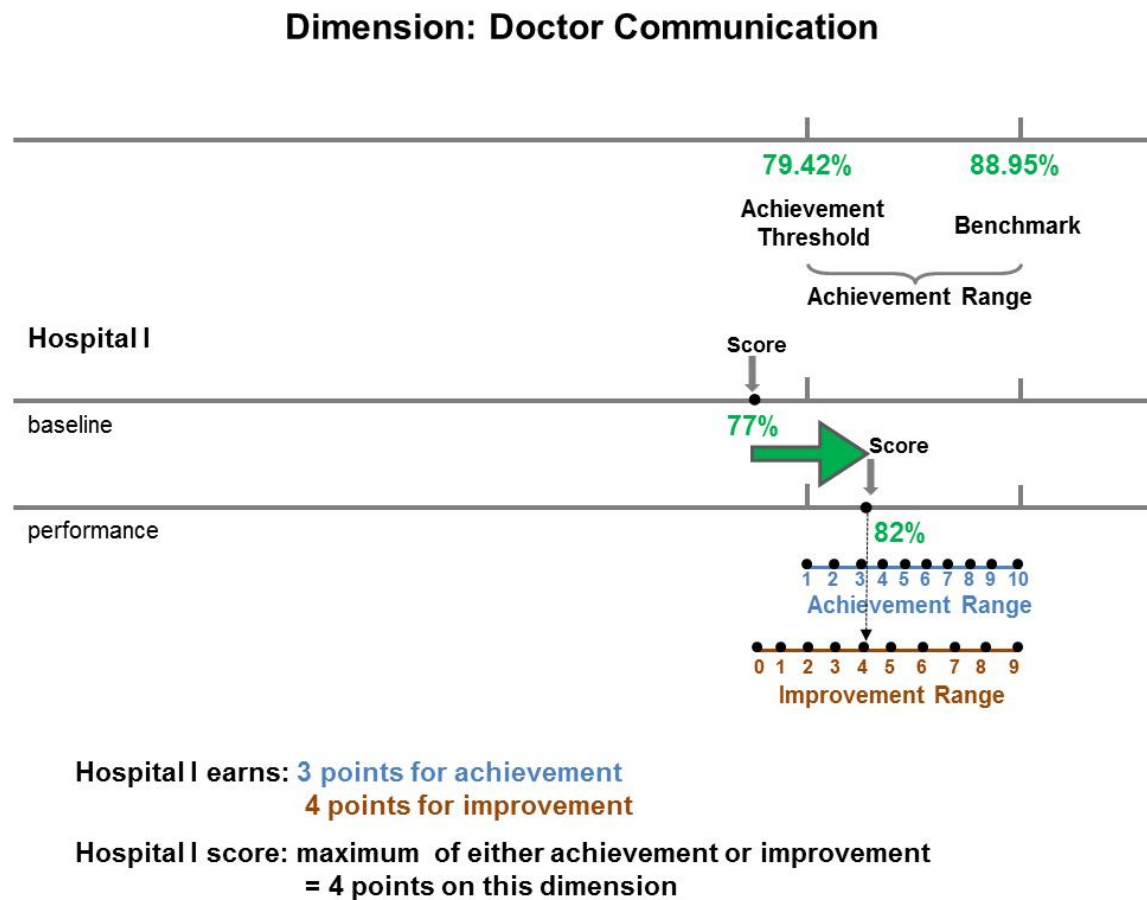 Dimension: Doctor Communication
79.42% 88.95%
Achievement
Threshold
Benchmark
Achievement Range
Hospital I
Score
baseline
77%
Score
performance
82%
1 2 3 4 5 6 7 8 9 10
Achievement Range
0 1 2 3 4 5 6 7 8 9
Improvement Range
Hospital I earns: 3 points for achievement
4 points for improvement
Hospital I score: maximum of either achievement or improvement
= 4 points on this dimension